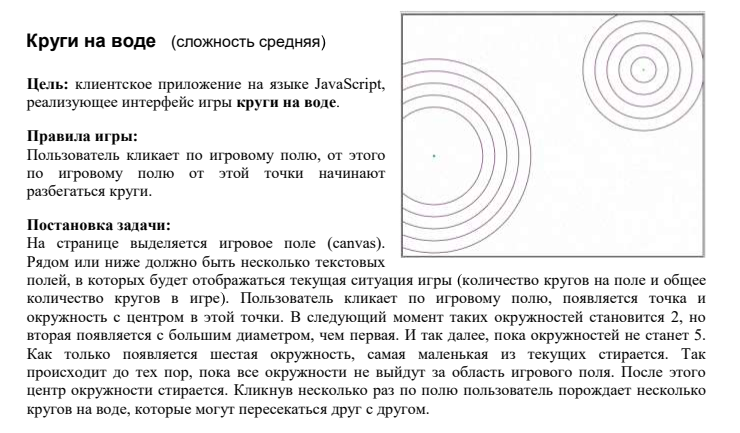 Круги на воде (сложность средняя)
Цель: клиентское приложение на языке JavaScript,
реализующее интерфейс игры круги на воде.
Правила игры:
Пользователь кликает по игровому полю, от этого
по игровому полю от этой точки начинают
разбегаться круги.
Постановка задачи:
На странице выделяется игровое поле (canvas).
Рядом или ниже должно быть несколько текстовых
полей, в которых будет отображаться текущая ситуация игры (количество кругов на поле и общее
количество кругов в игре). Пользователь кликает по игровому полю, появляется точка и
окружность с центром в этой точки. В следующий момент таких окружностей становится 2, но
вторая появляется с большим диаметром, чем первая. И так далее, пока окружностей не станет 5.
Как только появляется шестая окружность, самая маленькая из текущих стирается. Так
происходит до тех пор, пока все окружности не выйдут за область игрового поля. После этого
центр окружности стирается. Кликнув несколько раз по полю пользователь порождает несколько
кругов на воде, которые могут пересекаться друг с другом.